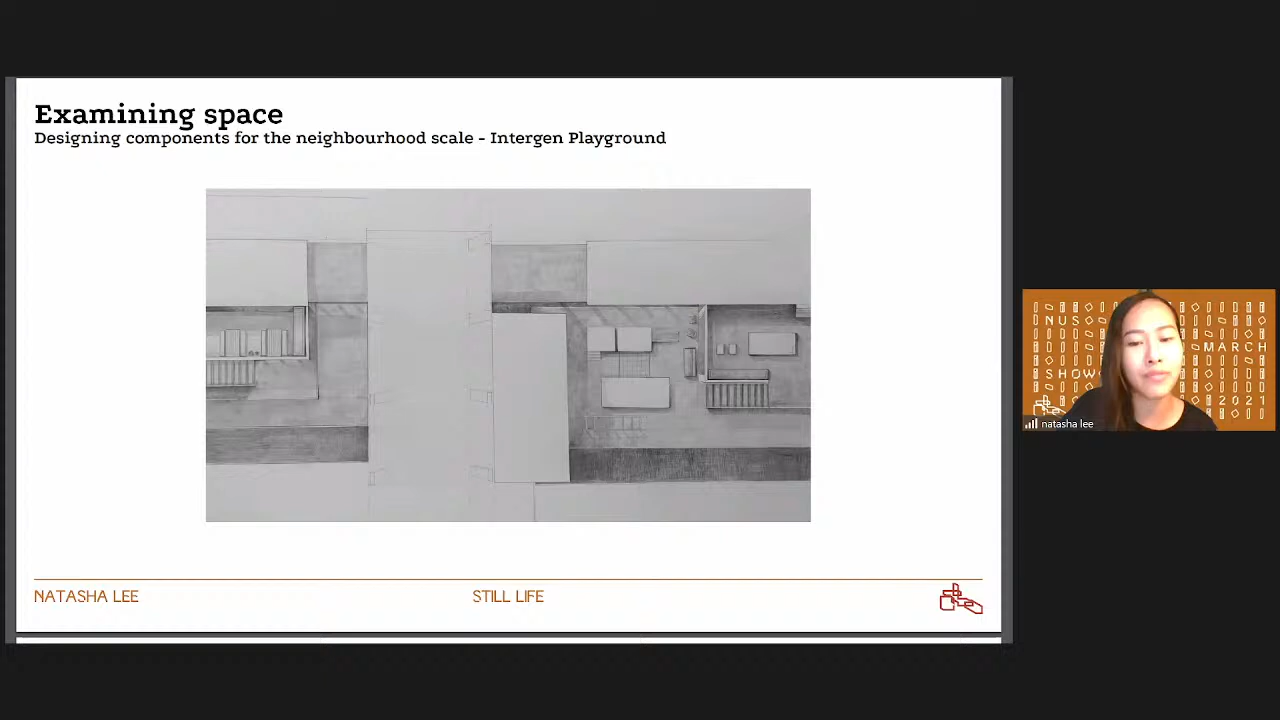 Examining space
Designing components for the neighbourhood scale - Intergen Playground
NATASHA LEE
STILL LIFE
NUS
MARCH
SHOW
2021
natasha lee